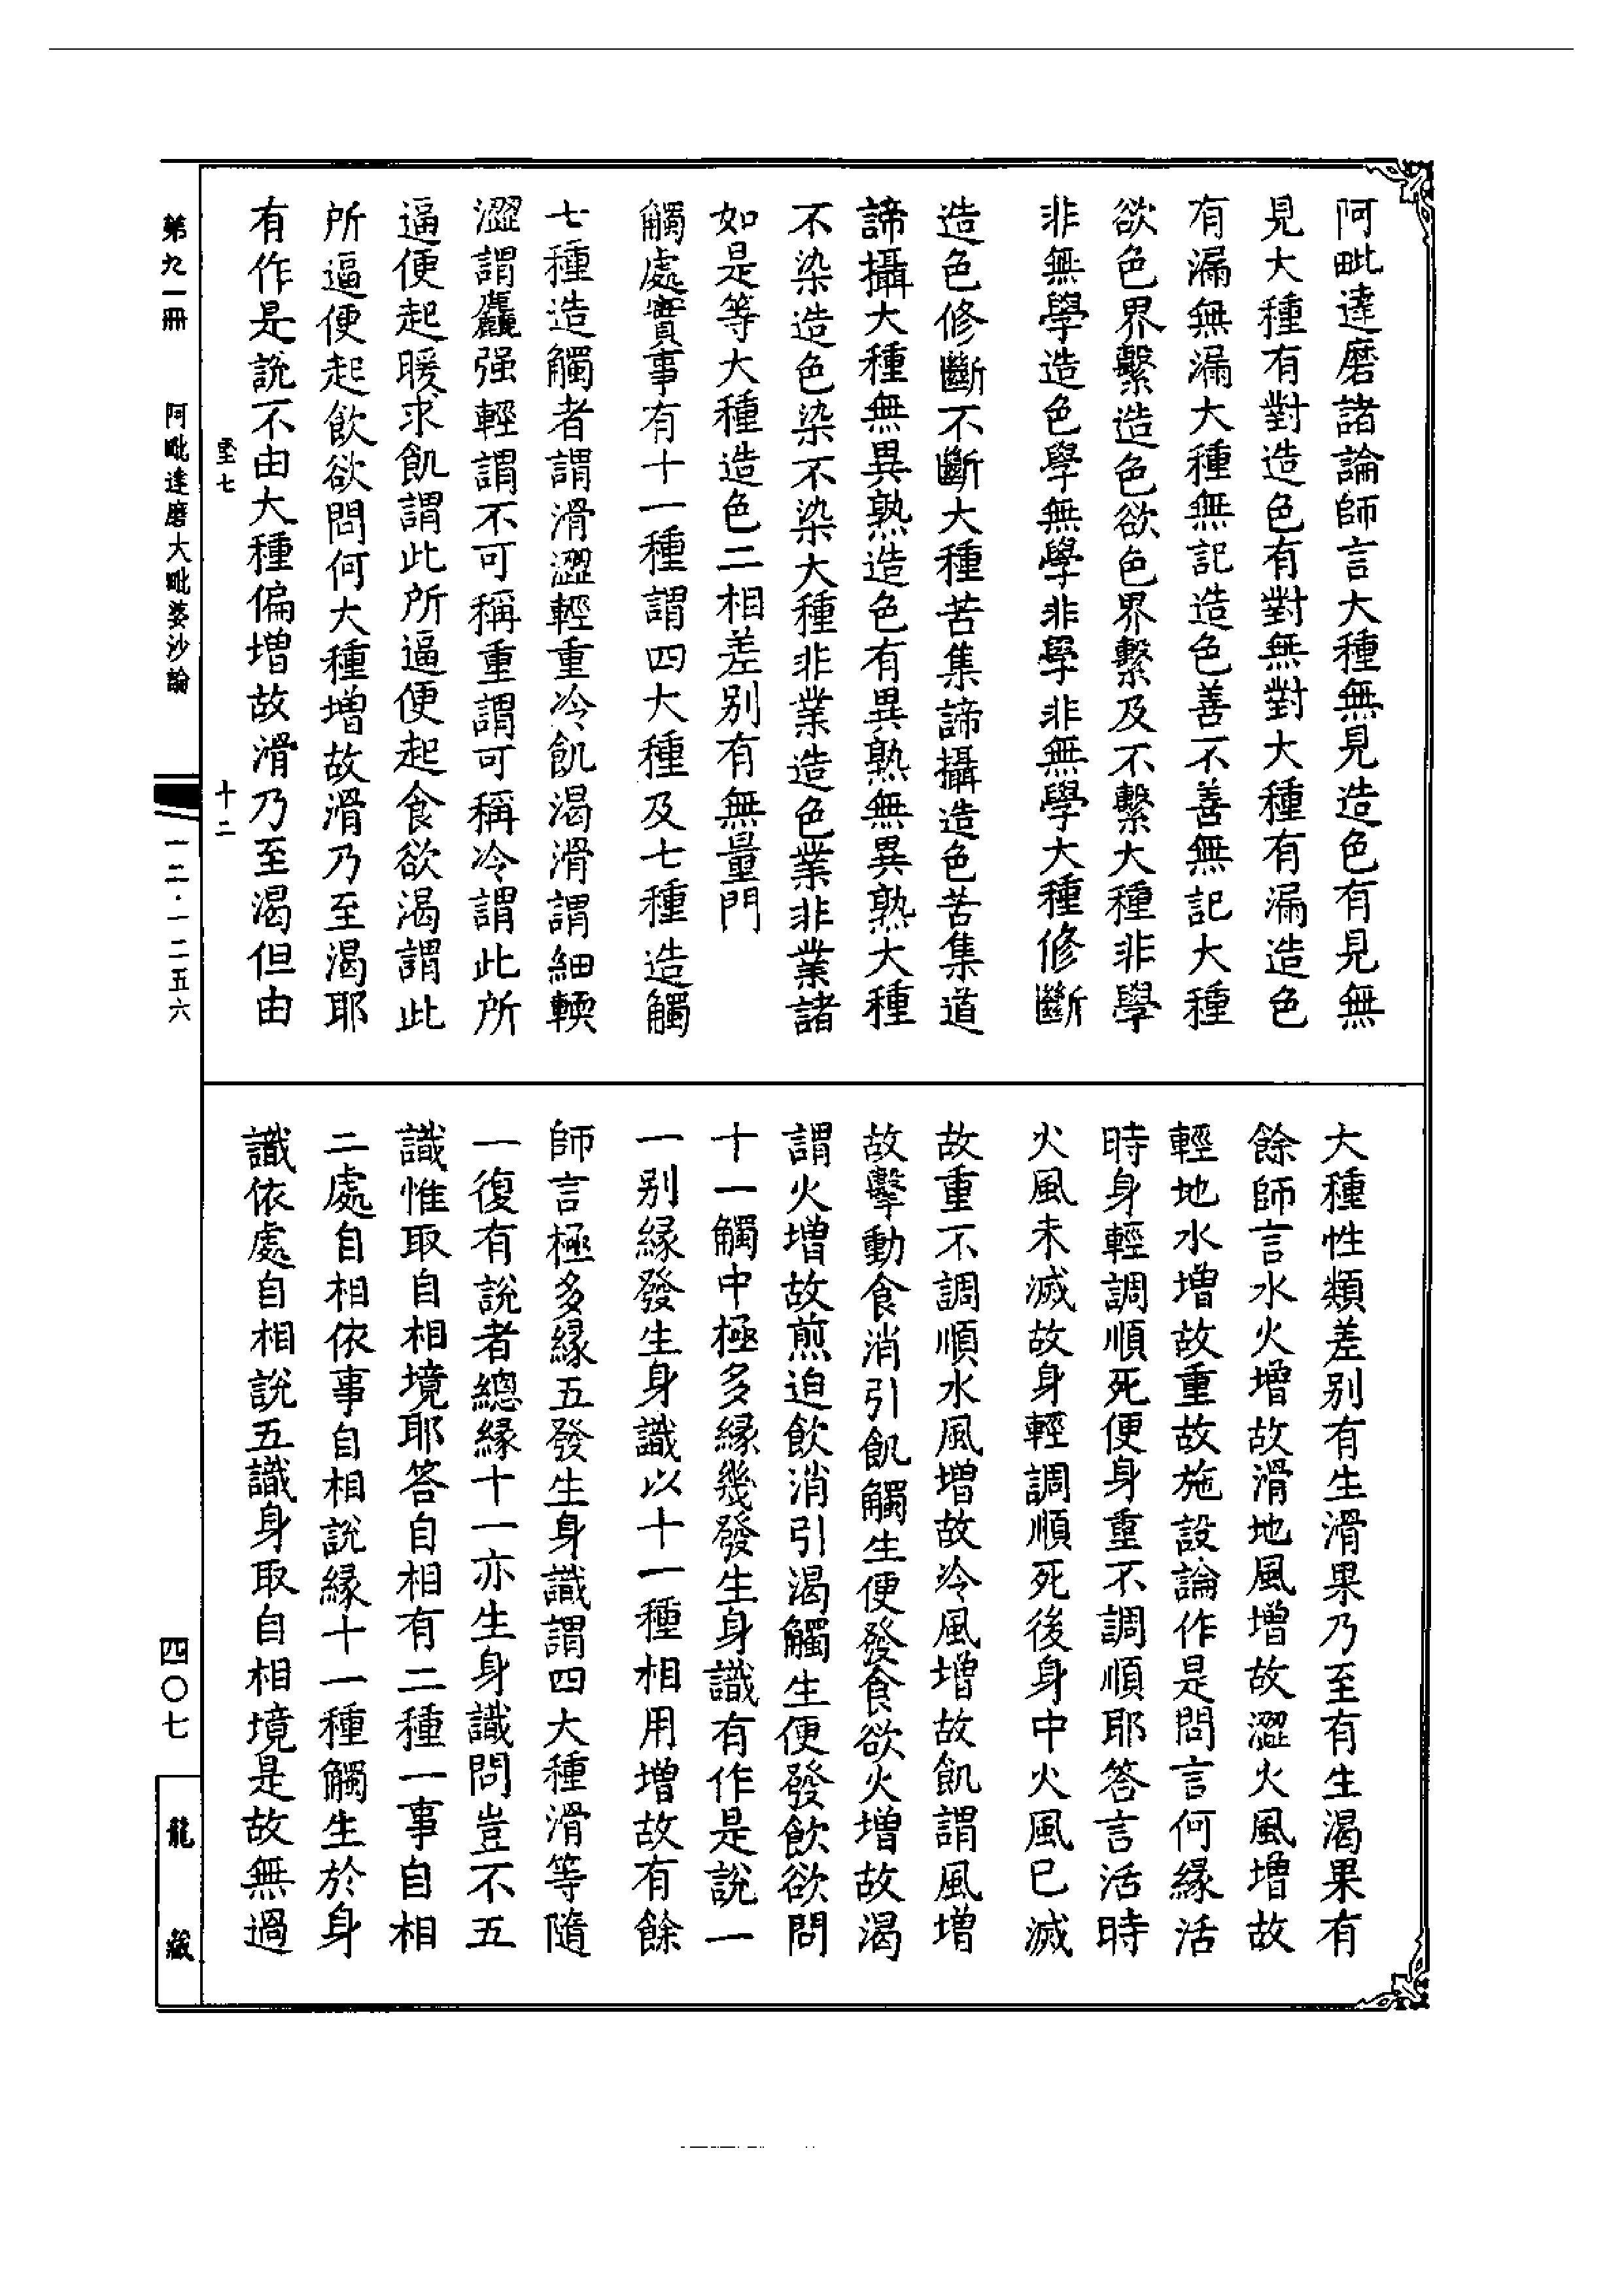 阿毗達磨諸論師言大種無見造色有見無
見大種有對造色有對無對大種有漏造色
有漏無漏大種無記造色善不善無記大種
欲色界繫造色欲色界繫及不繫大種非學
非無學造色學無學非學非無學大種修斷
造色修斷不斷大種苦集諦攝造色苦集道
諦攝大種無異熟造色有異熟無異熟大種
不染造色染不染大種非業造色業非業諸
如是等大種造色二相差别有無量門
觸處實事有十一種謂四大種及七種造觸
七種造觸者謂滑澀輕重冷飢渴滑謂細輭
澀謂麤强輕謂不可稱重謂可稱冷謂此所
逼便起暖求飢謂此所逼便起食欲渴謂此
所逼便起飲欲問何大種增故滑乃至渴耶
有作是說不由大種偏增故滑乃至渴但由
大種性類差别有生滑果乃至有生渴果有
餘師言水火增故滑地風增故澀火風增故
輕地水增故重故施設論作是問言何緣活
時身輕調順死便身重不調順耶答言活時
火風未滅故身輕調順死後身中火風已滅
故重不調順水風增故冷風增故飢謂風增
故擊動食消引飢觸生便發食欲火增故渴
謂火增故煎迫飲消引渴觸生便發飲欲問
十一觸中極多緣幾發生身識有作是說一
一别緣發生身識以十一種相用增故有餘
師言極多緣五發生身識謂四大種滑等隨
一復有說者總緣十一亦生身識問豈不五
識惟取自相境耶答自相有二種一事自相
二處自相依事自相說緣十一種觸生於身
識依處自相說五識身取自相境是故無過
七 十二
第九一冊 阿毗達磨大毗婆沙論 一二·一二五六 四〇七 龍藏